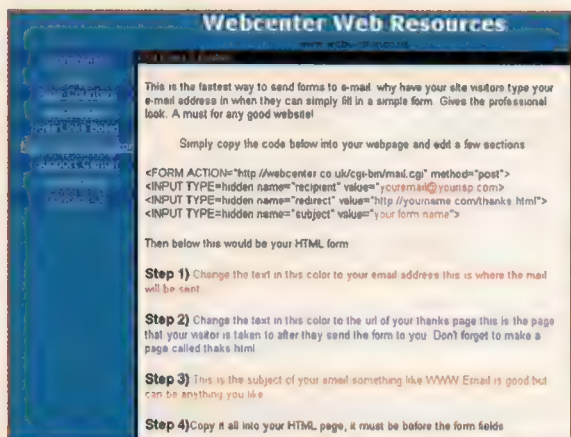 Webcenter Web Resources
This is the fastest way to send forms to e-mail. why have your site visitors type your
e-mail address in when they can simply fill in a simple form. Gives the professional
look. A must for any good website!
Simply copy the code below into your webpage and edit a few sections
<FORM ACTION="http://webcenter.co.uk/cgi-bin/mail.cgi" method="post">
<INPUT TYPE=hidden name="recipient" value="youremail@yourisp.com>
<INPUT TYPE=hidden name="redirect" value="http://yourname.com/thanks.html">
<INPUT TYPE=hidden name="subject" value="your form name">
Then below this would be your HTML form
Step 1) Change the text in this color to your email address this is where the mail
will be sent
Step 2) Change the text in this color to the url of your thanks page this is the page
that your visitor is taken to after they send the form to you. Don't forget to make a
page called thaks.html
Step 3) This is the subject of your email something like WWW Email is good but
can be anything you like
Step 4)Copy it all into your HTML page, it must be before the form fields